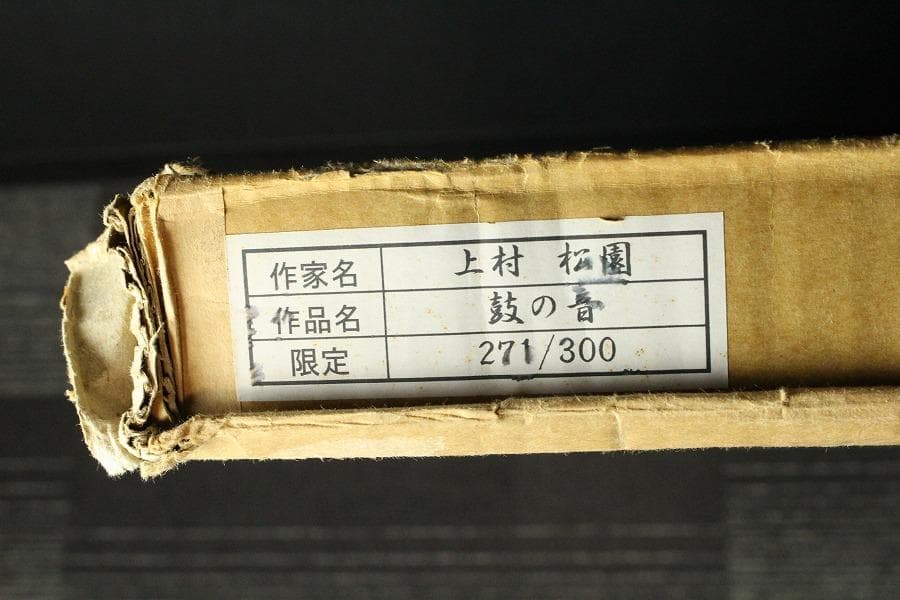 作家名 上村 松園
作品名 鼓の音
限定 271/300